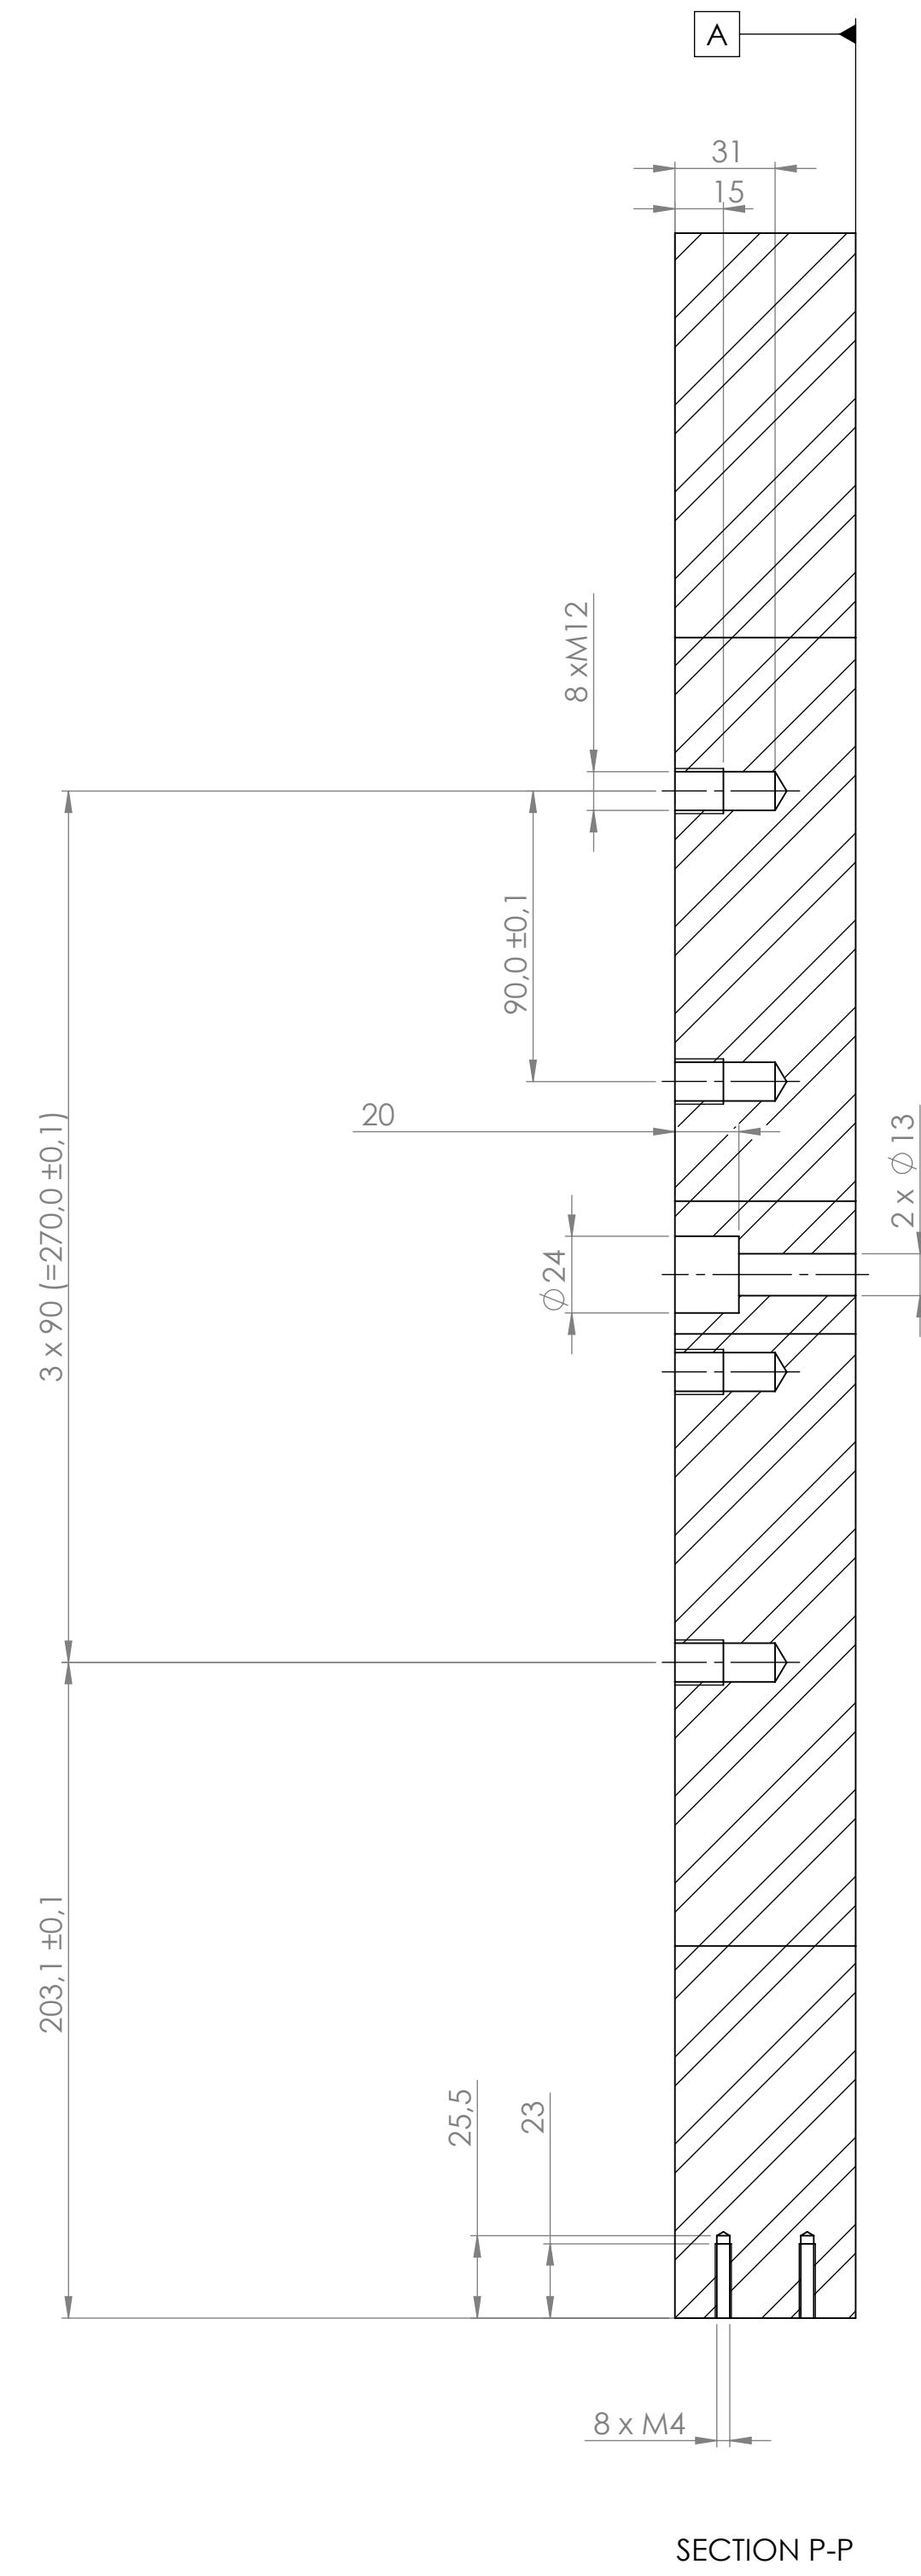 A
31
15
8 xM12
90,0 ±0,1
20
2 x ∅ 13
3 x 90 (=270,0 ±0,1)
∅ 24
203,1 ±0,1
25,5
23
8 x M4
SECTION P-P